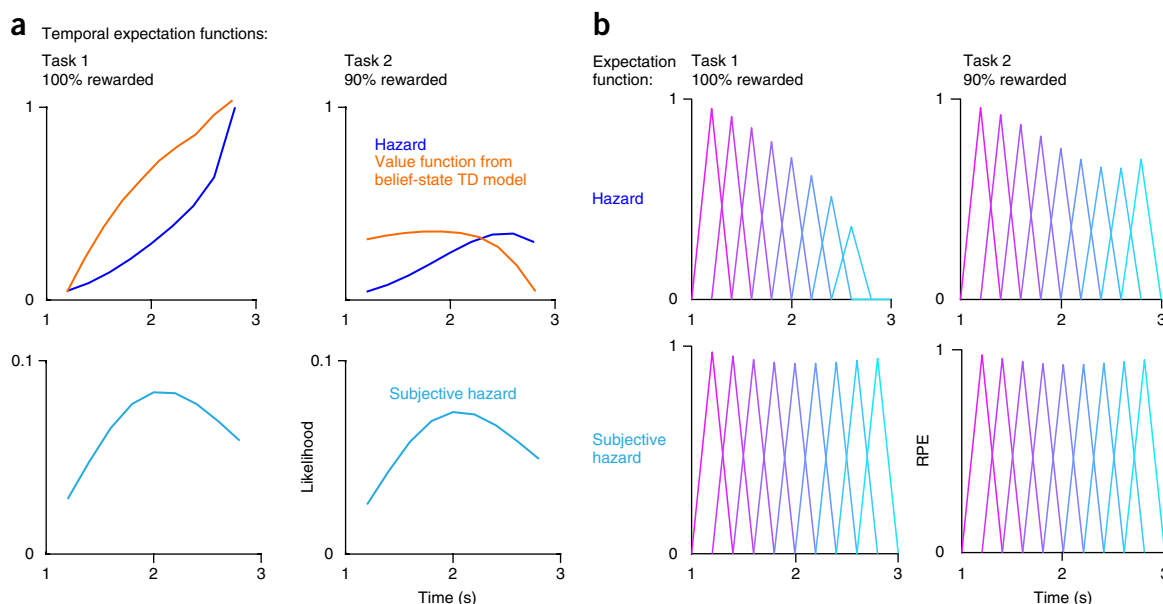 a
Temporal expectation functions:
Task 1
100% rewarded
Task 2
90% rewarded
1
0
1
2
3
1
Hazard
Value function from
belief-state TD model
0
1
2
3
0.1
0
1
2
3
0.1
Subjective hazard
Likelihood
0
1
2
3
Time (s)
b
Expectation
function:
Task 1
100% rewarded
Task 2
90% rewarded
Hazard
1
0
1
2
3
1
0
1
2
3
Subjective
hazard
1
0
1
2
3
1
RPE
0
1
2
3
Time (s)